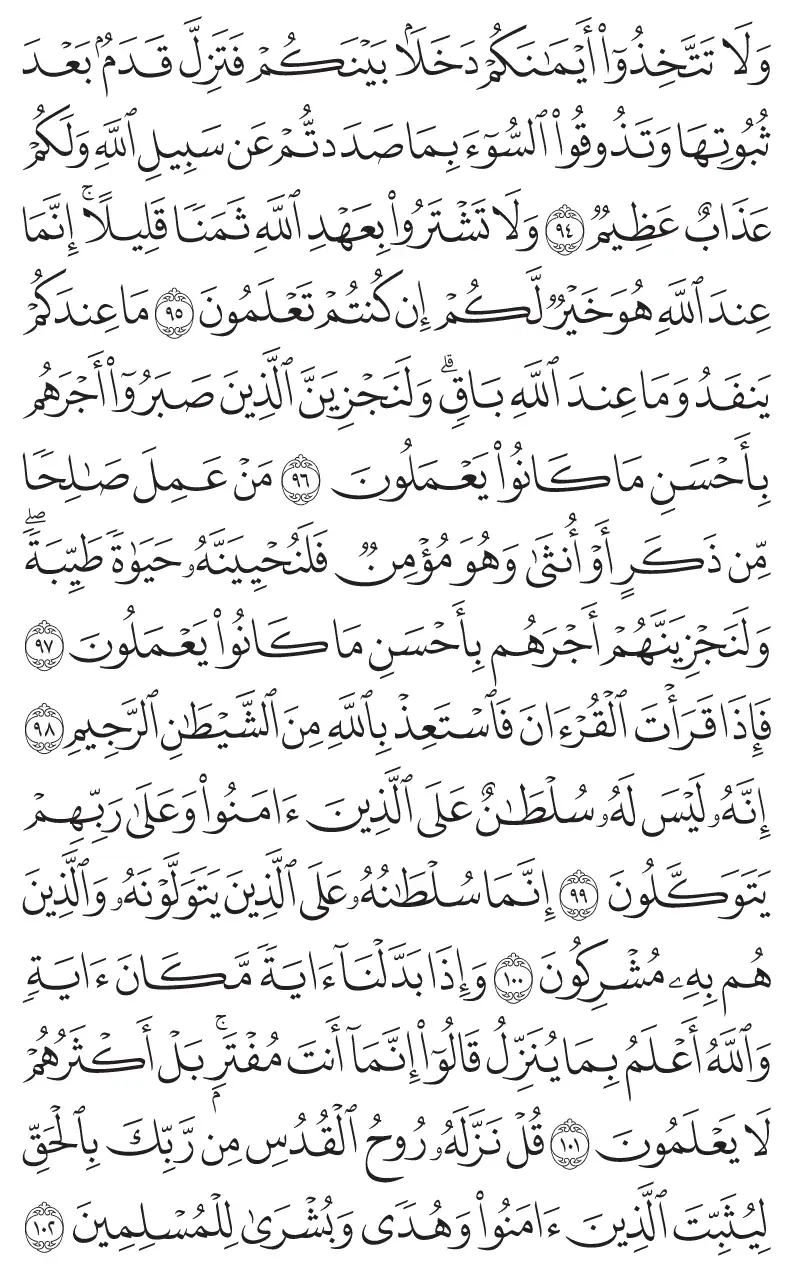 وَلَا تَتَّخِذُوٓا۟ أَيْمَـٰنَكُمْ دَخَلًۢا بَيْنَكُمْ فَتَزِلَّ قَدَمٌۢ بَعْدَ
ثُبُوتِهَا وَتَذُوقُوا۟ ٱلسُّوٓءَ بِمَا صَدَدتُّمْ عَن سَبِيلِ ٱللَّهِ وَلَكُمْ
عَذَابٌ عَظِيمٌ ٩٤ وَلَا تَشْتَرُوا۟ بِعَهْدِ ٱللَّهِ ثَمَنًا قَلِيلًا ۚ إِنَّمَا
عِندَ ٱللَّهِ هُوَ خَيْرٌ لَّكُمْ إِن كُنتُمْ تَعْلَمُونَ ٩٥ مَا عِندَكُمْ
يَنفَدُ وَمَا عِندَ ٱللَّهِ بَاقٍ ۗ وَلَنَجْزِيَنَّ ٱلَّذِينَ صَبَرُوٓا۟ أَجْرَهُم
بِأَحْسَنِ مَا كَانُوا۟ يَعْمَلُونَ ٩٦ مَنْ عَمِلَ صَـٰلِحًا
مِّن ذَكَرٍ أَوْ أُنثَىٰ وَهُوَ مُؤْمِنٌ فَلَنُحْيِيَنَّهُۥ حَيَوٰةً طَيِّبَةً ۖ
وَلَنَجْزِيَنَّهُمْ أَجْرَهُم بِأَحْسَنِ مَا كَانُوا۟ يَعْمَلُونَ ٩٧
فَإِذَا قَرَأْتَ ٱلْقُرْءَانَ فَٱسْتَعِذْ بِٱللَّهِ مِنَ ٱلشَّيْطَـٰنِ ٱلرَّجِيمِ ٩٨
إِنَّهُۥ لَيْسَ لَهُۥ سُلْطَـٰنٌ عَلَى ٱلَّذِينَ ءَامَنُوا۟ وَعَلَىٰ رَبِّهِمْ
يَتَوَكَّلُونَ ٩٩ إِنَّمَا سُلْطَـٰنُهُۥ عَلَى ٱلَّذِينَ يَتَوَلَّوْنَهُۥ وَٱلَّذِينَ
هُم بِهِۦ مُشْرِكُونَ ١٠٠ وَإِذَا بَدَّلْنَآ ءَايَةً مَّكَانَ ءَايَةٍ
وَٱللَّهُ أَعْلَمُ بِمَا يُنَزِّلُ قَالُوٓا۟ إِنَّمَآ أَنتَ مُفْتَرٍۭ ۚ بَلْ أَكْثَرُهُمْ
لَا يَعْلَمُونَ ١٠١ قُلْ نَزَّلَهُۥ رُوحُ ٱلْقُدُسِ مِن رَّبِّكَ بِٱلْحَقِّ
لِيُثَبِّتَ ٱلَّذِينَ ءَامَنُوا۟ وَهُدًى وَبُشْرَىٰ لِلْمُسْلِمِينَ ١٠٢